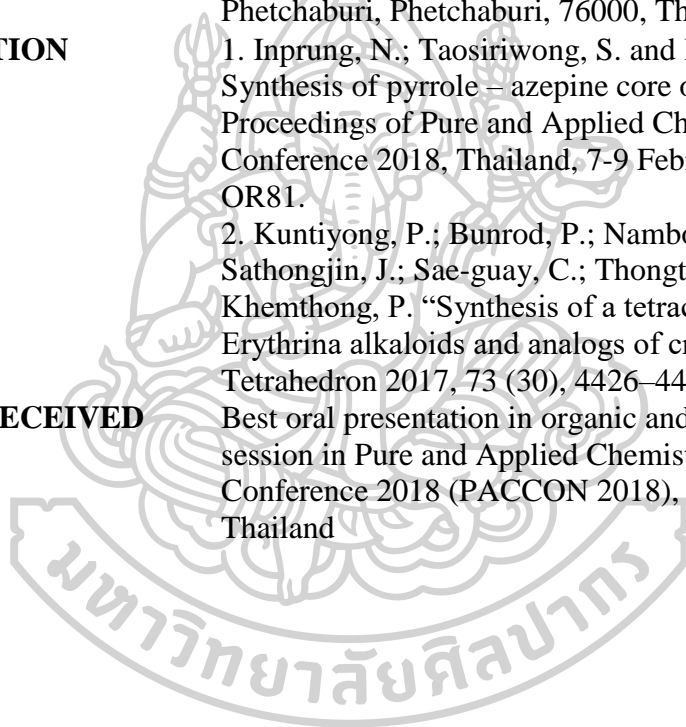 Phetchaburi, Phetchaburi, 76000, Th
TION
1. Inprung, N.; Taosiriwong, S. and
Synthesis of pyrrole – azepine core o
Proceedings of Pure and Applied Ch
Conference 2018, Thailand, 7-9 Feb
OR81.
2. Kuntiyong, P.; Bunrod, P.; Nambo
Sathongjin, J.; Sae-guay, C.; Thongt
Khemthong, P. “Synthesis of a tetrac
Erythrina alkaloids and analogs of cr
Tetrahedron 2017, 73 (30), 4426–44
ECEIVED
Best oral presentation in organic and
session in Pure and Applied Chemis
Conference 2018 (PACCON 2018),
Thailand
มหาวิทยาลัยศิลปากร